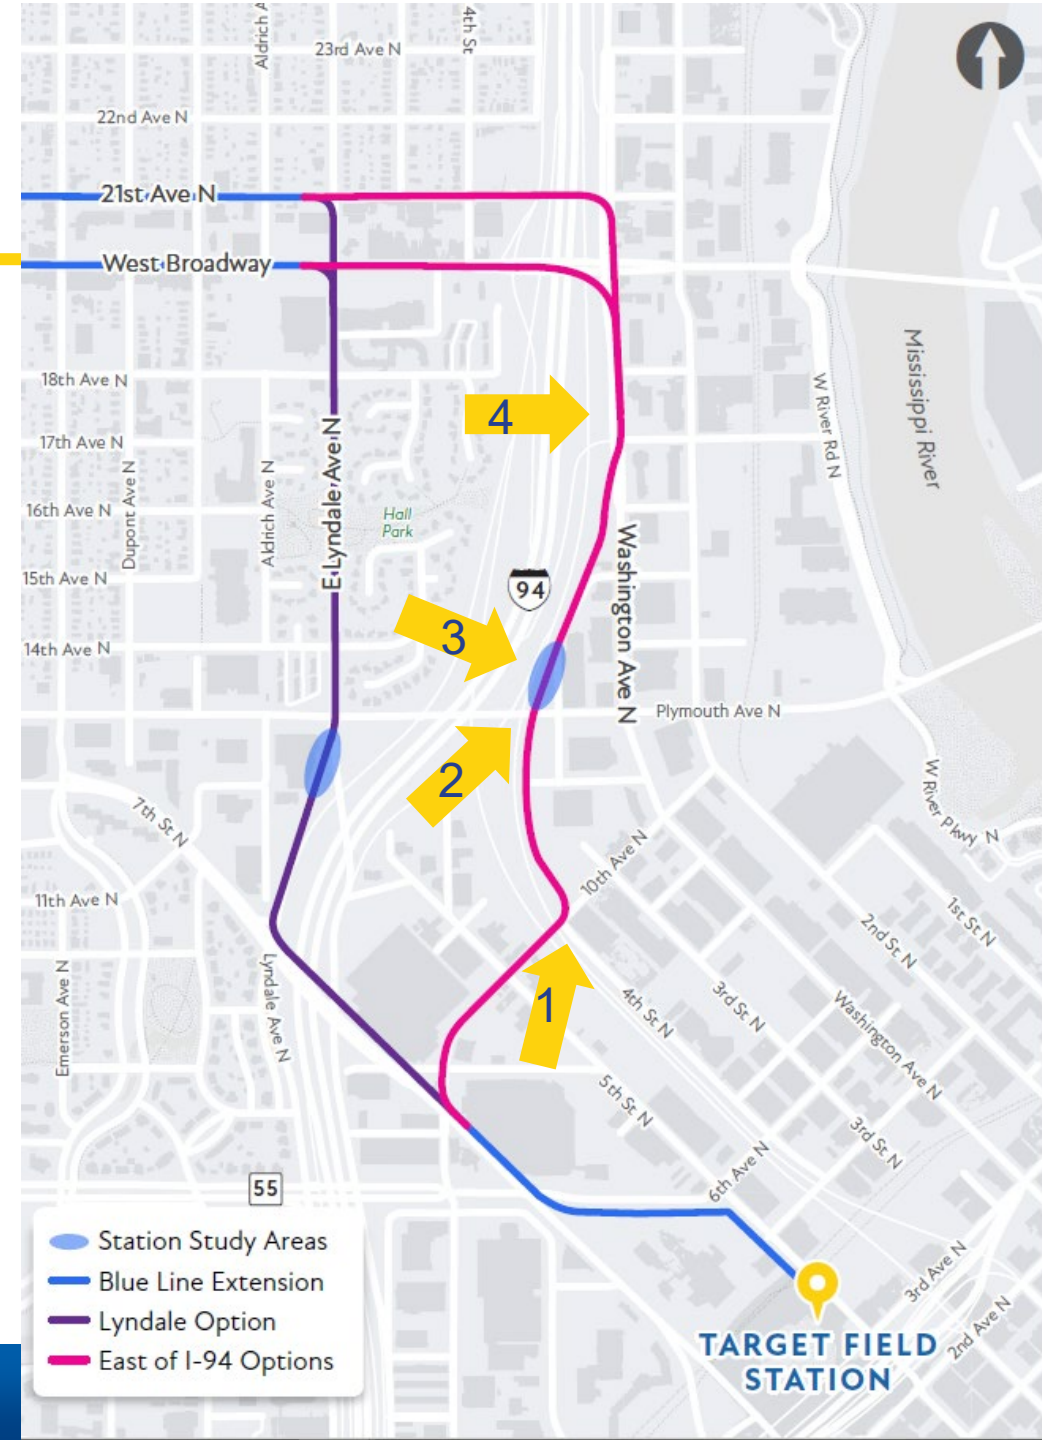 Aldrich A
4th St
23rd Ave N
22nd Ave N
21st Ave N
West Broadway
18th Ave N
4
17th Ave N
W River Rd N
Mississippi River
E Lyndale Ave N
Dupont Ave N
Aldrich Ave N
16th Ave N
Hall
Park
Washington Ave N
15th Ave N
94
3
14th Ave N
Plymouth Ave N
2
7th St N
W River Pkwy N
10th Ave N
11th Ave N
1st St N
2nd St N
Emerson Ave N
Lyndale Ave N
1
4th St N
3rd St N
Washington Ave N
5th St N
3rd St N
6th Ave N
55
3rd Ave N
2nd Ave N
Station Study Areas
Blue Line Extension
Lyndale Option
East of I-94 Options
TARGET FIELD
STATION